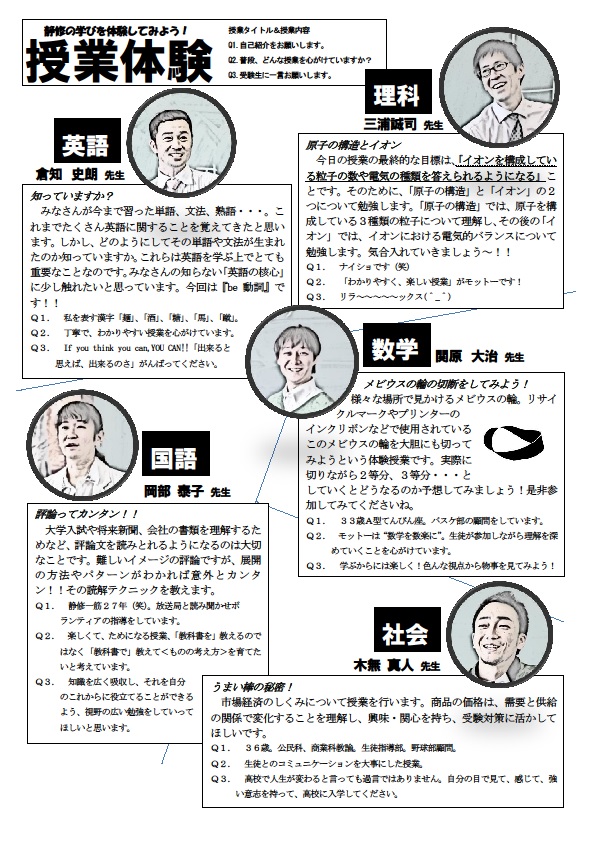 静修の学びを体験してみよう！
授業体験
授業タイトル＆授業内容
Q1．自己紹介をお願いします。
Q2．普段、どんな授業を心がけていますか？
Q3．受験生に一言お願いします。
理科
三浦誠司 先生
原子の構造とイオン
今日の授業の最終的な目標は、「イオンを構成してい
る粒子の数や電気の種類を答えられるようになる」こ
とです。そのために、「原子の構造」と「イオン」の２
つについて勉強します。「原子の構造」では、原子を構
成している３種類の粒子について理解し、その後の「イ
オン」では、イオンにおける電気的バランスについて
勉強します。気合入れていきましょう～！！
Ｑ１． ナイショです（笑）
Ｑ２． 「わかりやすく、楽しい授業」がモットーです！
Ｑ３． リラ～～～～～ックス(＾_＾)
英語
倉知 史朗 先生
知っていますか？
みなさんが今まで習った単語、文法、熟語・・・。こ
れまでたくさん英語に関することを覚えてきたと思い
ます。しかし、どのようにしてその単語や文法が生まれ
たのか知っていますか。これらは英語を学ぶ上でとても
重要なことなのです。みなさんの知らない「英語の核心」
に少し触れたいと思っています。今回は『be 動詞』で
す！！
Ｑ１． 私を表す漢字「麺」、「酒」、「猪」、「馬」、「蹴」。
Ｑ２． 丁寧で、わかりやすい授業を心がけています。
Ｑ３． If you think you can,YOU CAN!!「出来ると
思えば、出来るのさ」がんばってください。
数学
関原 大治 先生
メビウスの輪の切断をしてみよう！
様々な場所で見かけるメビウスの輪。リサイ
クルマークやプリンターの
インクリボンなどで使用されている
このメビウスの輪を大胆にも切って
みようという体験授業です。実際に
切りながら２等分、３等分・・・と
していくとどうなるのか予想してみましょう！是非参
加してみてくださいね。
Ｑ１． ３３歳A型てんびん座。バスケ部の顧問をしています。
Ｑ２． モットーは“数学を数楽に”。生徒が参加しながら理解を深
めていくことを心がけています。
Ｑ３． 学ぶからには楽しく！色んな視点から物事を見てみよう！
国語
岡部 泰子 先生
評論ってカンタン！！
大学入試や将来新聞、会社の書類を理解するた
めなど、評論文を読みとれるようになるのは大切
なことです。難しいイメージの評論ですが、展開
の方法やパターンがわかれば意外とカンタ
ン！！その読解テクニックを教えます。
Ｑ１． 静修一筋２７年（笑）。放送局と読み聞かせボ
ランティアの指導をしています。
Ｑ２． 楽しくて、ためになる授業、「教科書を」教えるので
はなく「教科書で」教えて＜ものの考え方＞を育てた
いと考えています。
Ｑ３． 知識を広く吸収し、それを自分
のこれからに役立てることができる
よう、視野の広い勉強をしていって
ほしいと思います。
社会
木無 真人 先生
うまい棒の秘密！
市場経済のしくみについて授業を行います。商品の価格は、需要と供給
の関係で変化することを理解し、興味・関心を持ち、受験対策に活かして
ほしいです。
Ｑ１． ３６歳。公民科、商業科教諭。生徒指導部。野球部顧問。
Ｑ２． 生徒とのコミュニケーションを大事にした授業。
Ｑ３． 高校で人生が変わると言っても過言ではありません。自分の目で見て、感じて、強
い意志を持って、高校に入学してください。